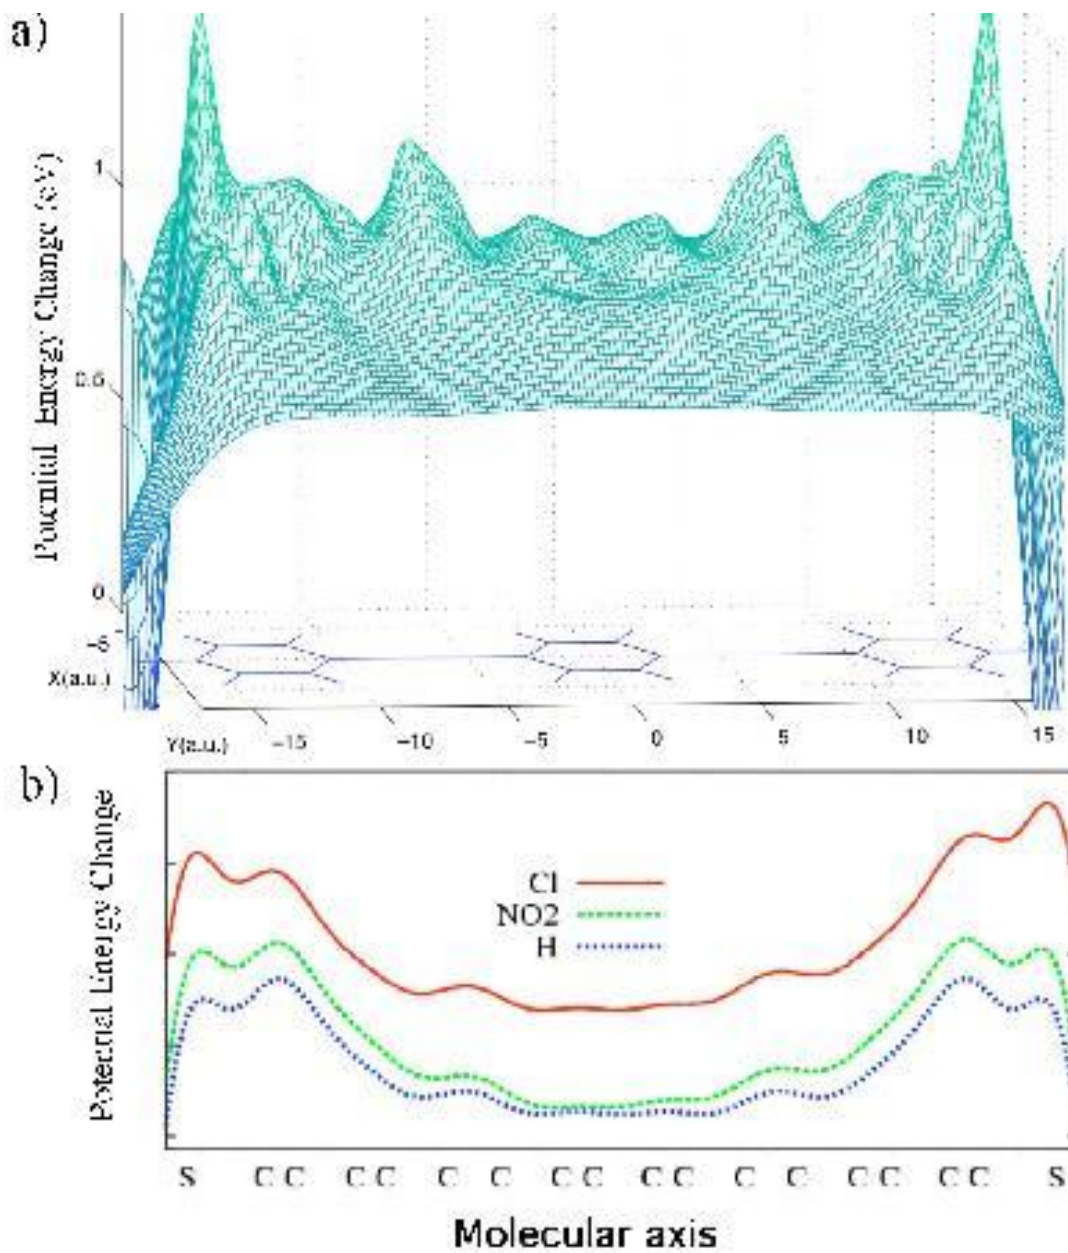 a)
Potential Energy Change (eV)
1
0.5
0
-5
X(a.u.)
Y(a.u.) -15 -10 -5 0 5 10 15
b)
Potential Energy Change
Cl
NO2
H
S C C C C C C C C C C C C C C C C S
Molecular axis